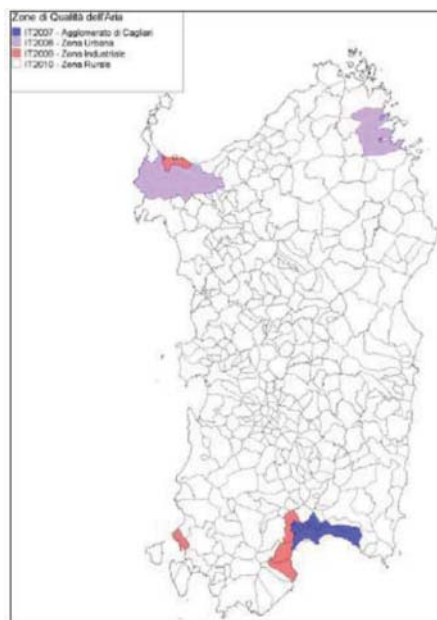 Zone di Qualità dell'Aria
IT2007 - Agglomerato di Cagliari
IT2008 - Zona Urbana
IT2009 - Zona Industriale
IT2010 - Zona Rurale